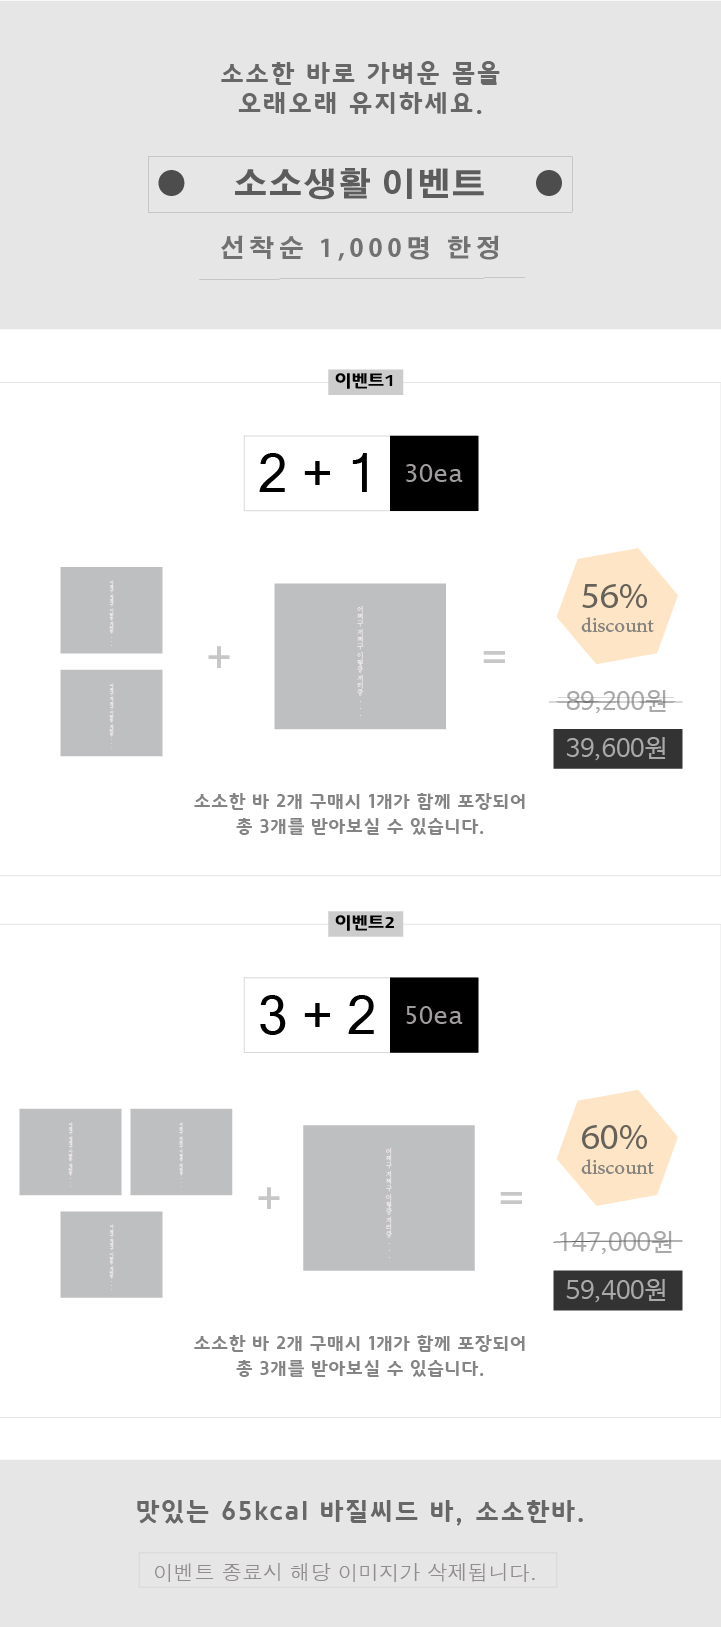 소소한 바로 가벼운 몸을
오래오래 유지하세요.
소소생활 이벤트
선착순 1,000명 한정
이벤트1
2 + 1 30ea
+
=
56%
discount
89,200원
39,600원
소소한 바 2개 구매시 1개가 함께 포장되어
총 3개를 받아보실 수 있습니다.
이벤트2
3 + 2 50ea
+
=
60%
discount
147,000원
59,400원
소소한 바 2개 구매시 1개가 함께 포장되어
총 3개를 받아보실 수 있습니다.
맛있는 65kcal 바질씨드 바, 소소한바.
이벤트 종료시 해당 이미지가 삭제됩니다.